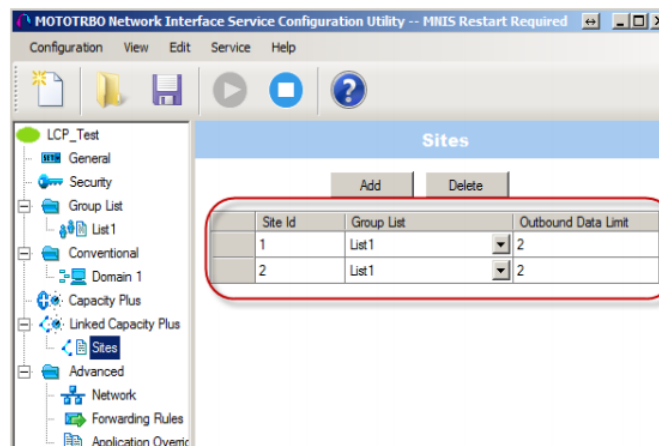 MOTOTRBO Network Interface Service Configuration Utility -- MNIS Restart Required
Configuration View Edit Service Help
LCP_Test
General
Security
Group List
List1
Conventional
Domain 1
Capacity Plus
Linked Capacity Plus
Sites
Advanced
Network
Forwarding Rules
Application
Sites
Add Delete
Site Id Group List Outbound Data Limit
1 List1 2
2 List1 2